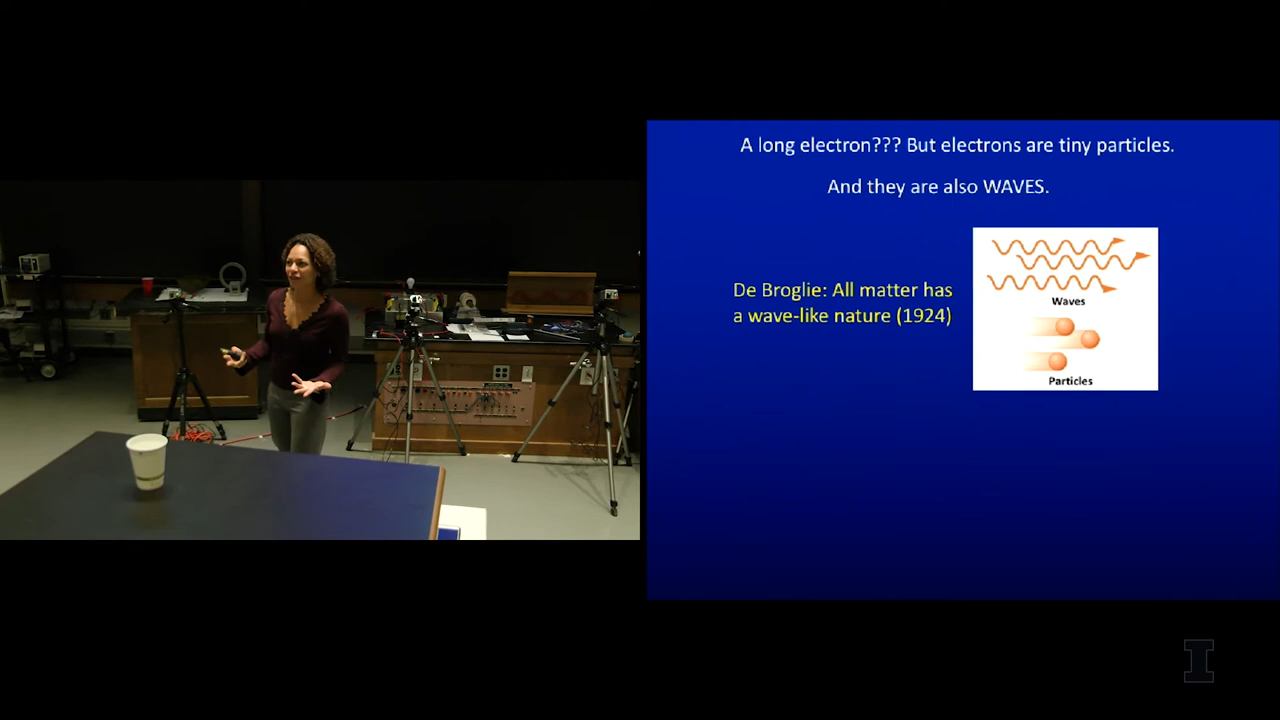 A long electron??? But electrons are tiny particles.
And they are also WAVES.
De Broglie: All matter has
a wave-like nature (1924)
Waves
Particles
I